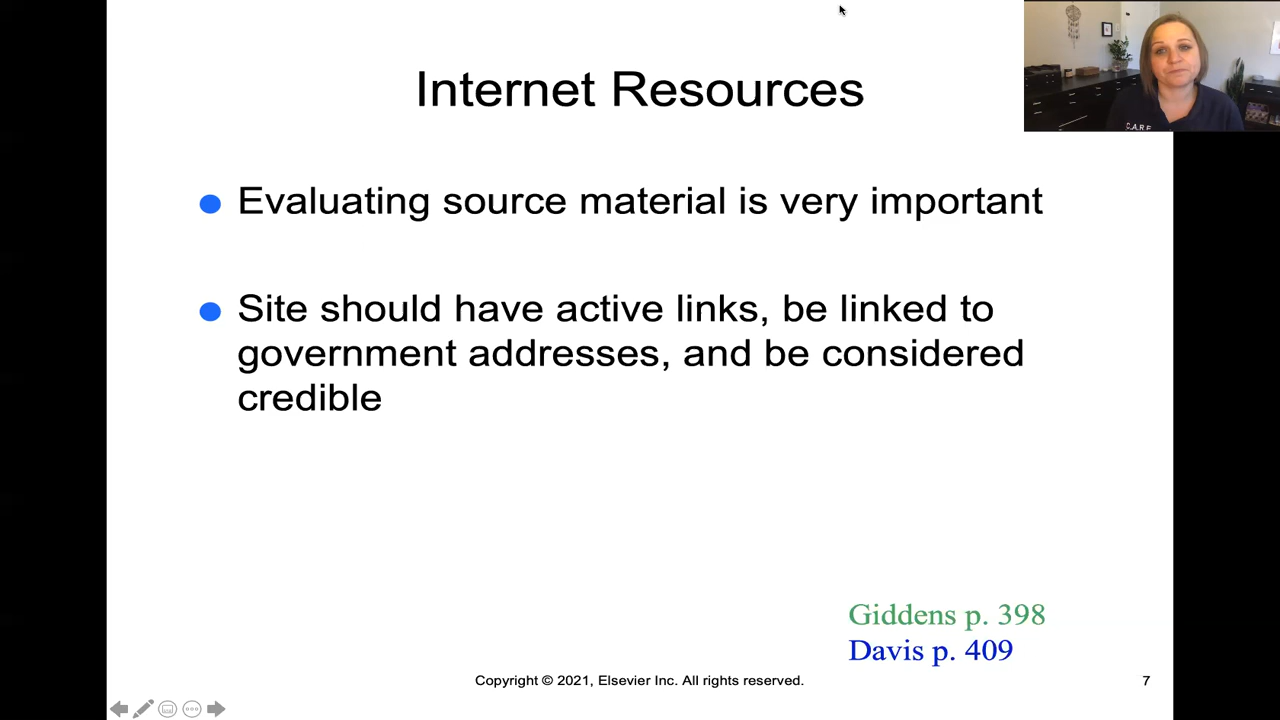 Internet Resources
C.A.R.E
Evaluating source material is very important
Site should have active links, be linked to
government addresses, and be considered
credible
Giddens p. 398
Davis p. 409
Copyright © 2021, Elsevier Inc. All rights reserved.
7